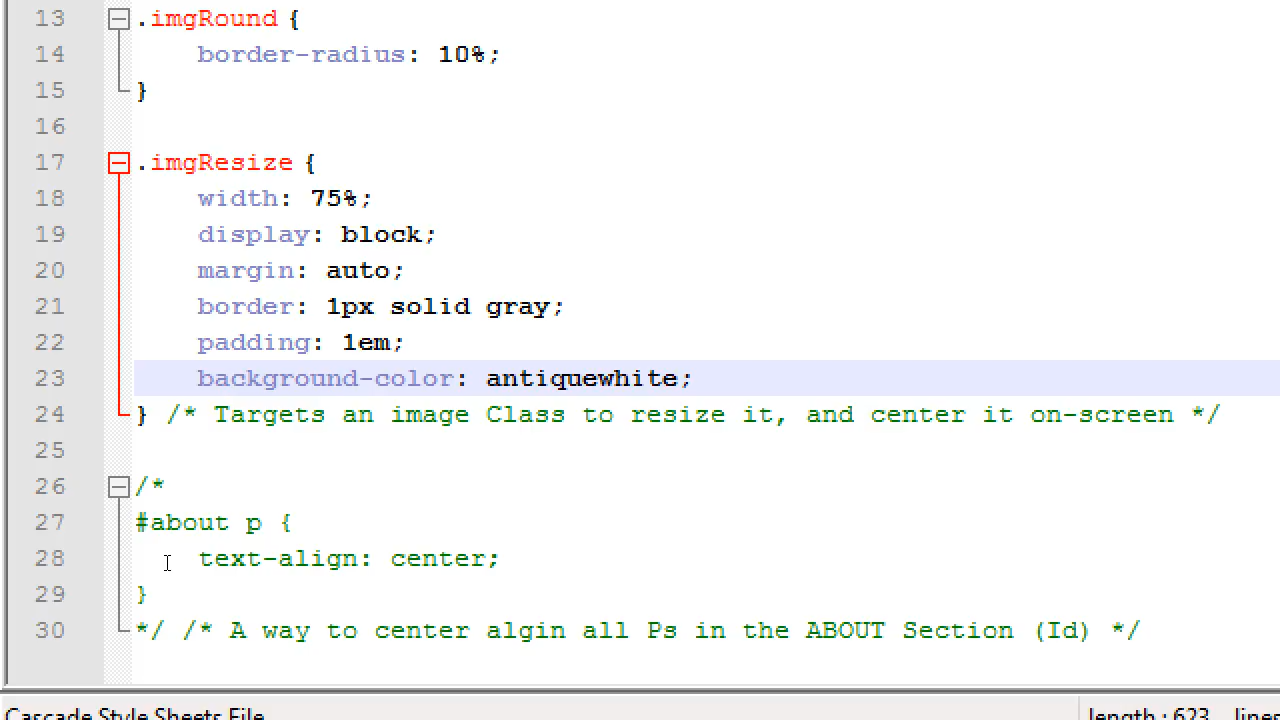 13 .imgRound {
14 border-radius: 10%;
15 }
16
17 .imgResize {
18 width: 75%;
19 display: block;
20 margin: auto;
21 border: 1px solid gray;
22 padding: 1em;
23 background-color: antiquewhite;
24 } /* Targets an image Class to resize it, and center it on-screen */
25
26 /*
27 #about p {
28 text-align: center;
29 }
30 */ /* A way to center algin all Ps in the ABOUT Section (Id) */
Cascade Style Sheets File length : 623 lines